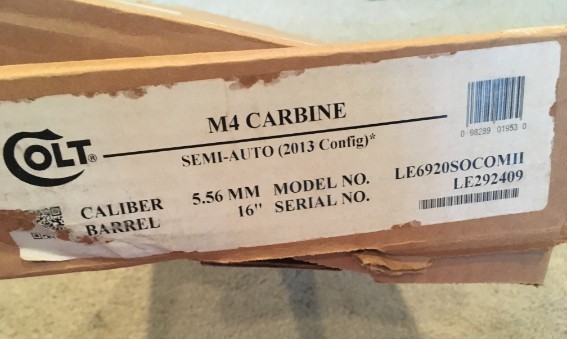 M4 CARBINE
COLT®
SEMI-AUTO (2013 Config)*
0 98289 01953 0
CALIBER 5.56 MM MODEL NO. LE6920SOCOMII
BARREL 16" SERIAL NO. LE292409